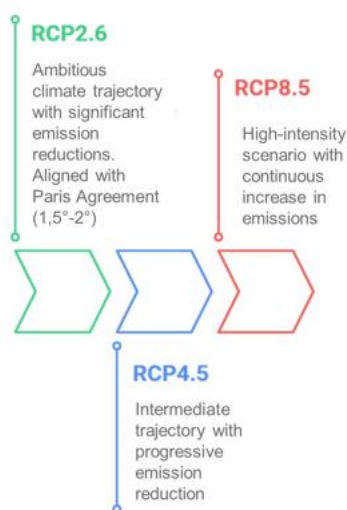 RCP2.6
Ambitious
climate trajectory
with significant
emission
reductions.
Aligned with
Paris Agreement
(1,5°-2°)
RCP8.5
High-intensity
scenario with
continuous
increase in
emissions
RCP4.5
Intermediate
trajectory with
progressive
emission
reduction